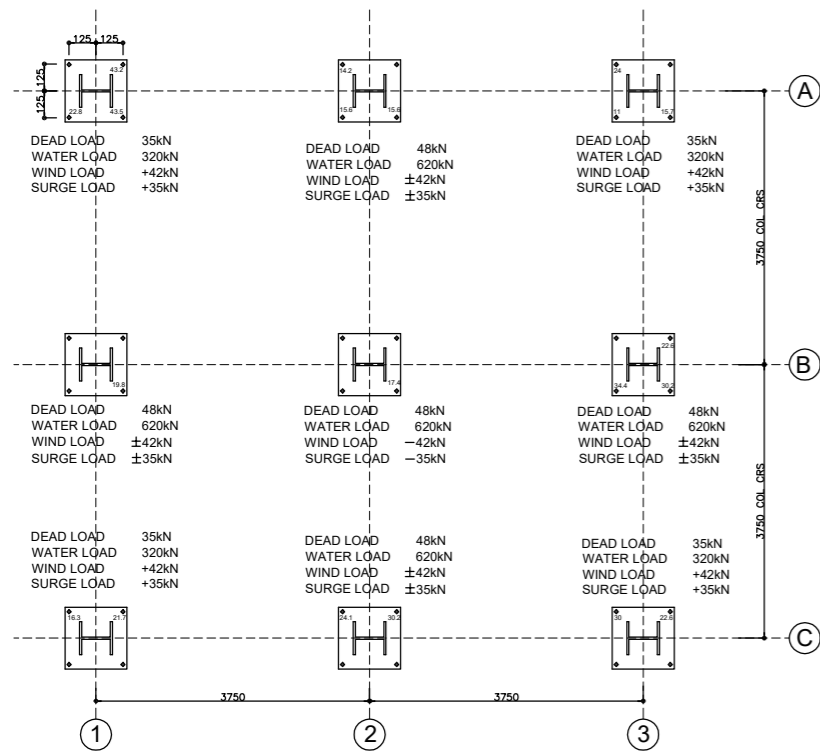 125 125
125
125
43.2
22.8 43.5
14.2
15.6 15.6
24
11 15.7
A
DEAD LOAD 35kN
WATER LOAD 320kN
WIND LOAD +42kN
SURGE LOAD +35kN
DEAD LOAD 48kN
WATER LOAD 620kN
WIND LOAD ±42kN
SURGE LOAD ±35kN
DEAD LOAD 35kN
WATER LOAD 320kN
WIND LOAD +42kN
SURGE LOAD +35kN
3750 COL CRS
19.8
17.4
22.6
34.4 30.2
B
DEAD LOAD 48kN
WATER LOAD 620kN
WIND LOAD ±42kN
SURGE LOAD ±35kN
DEAD LOAD 48kN
WATER LOAD 620kN
WIND LOAD −42kN
SURGE LOAD −35kN
DEAD LOAD 48kN
WATER LOAD 620kN
WIND LOAD ±42kN
SURGE LOAD ±35kN
3750 COL CRS
DEAD LOAD 35kN
WATER LOAD 320kN
WIND LOAD +42kN
SURGE LOAD +35kN
DEAD LOAD 48kN
WATER LOAD 620kN
WIND LOAD ±42kN
SURGE LOAD ±35kN
DEAD LOAD 35kN
WATER LOAD 320kN
WIND LOAD +42kN
SURGE LOAD +35kN
16.3 21.7
24.1 30.2
30 22.6
C
3750 3750
1 2 3